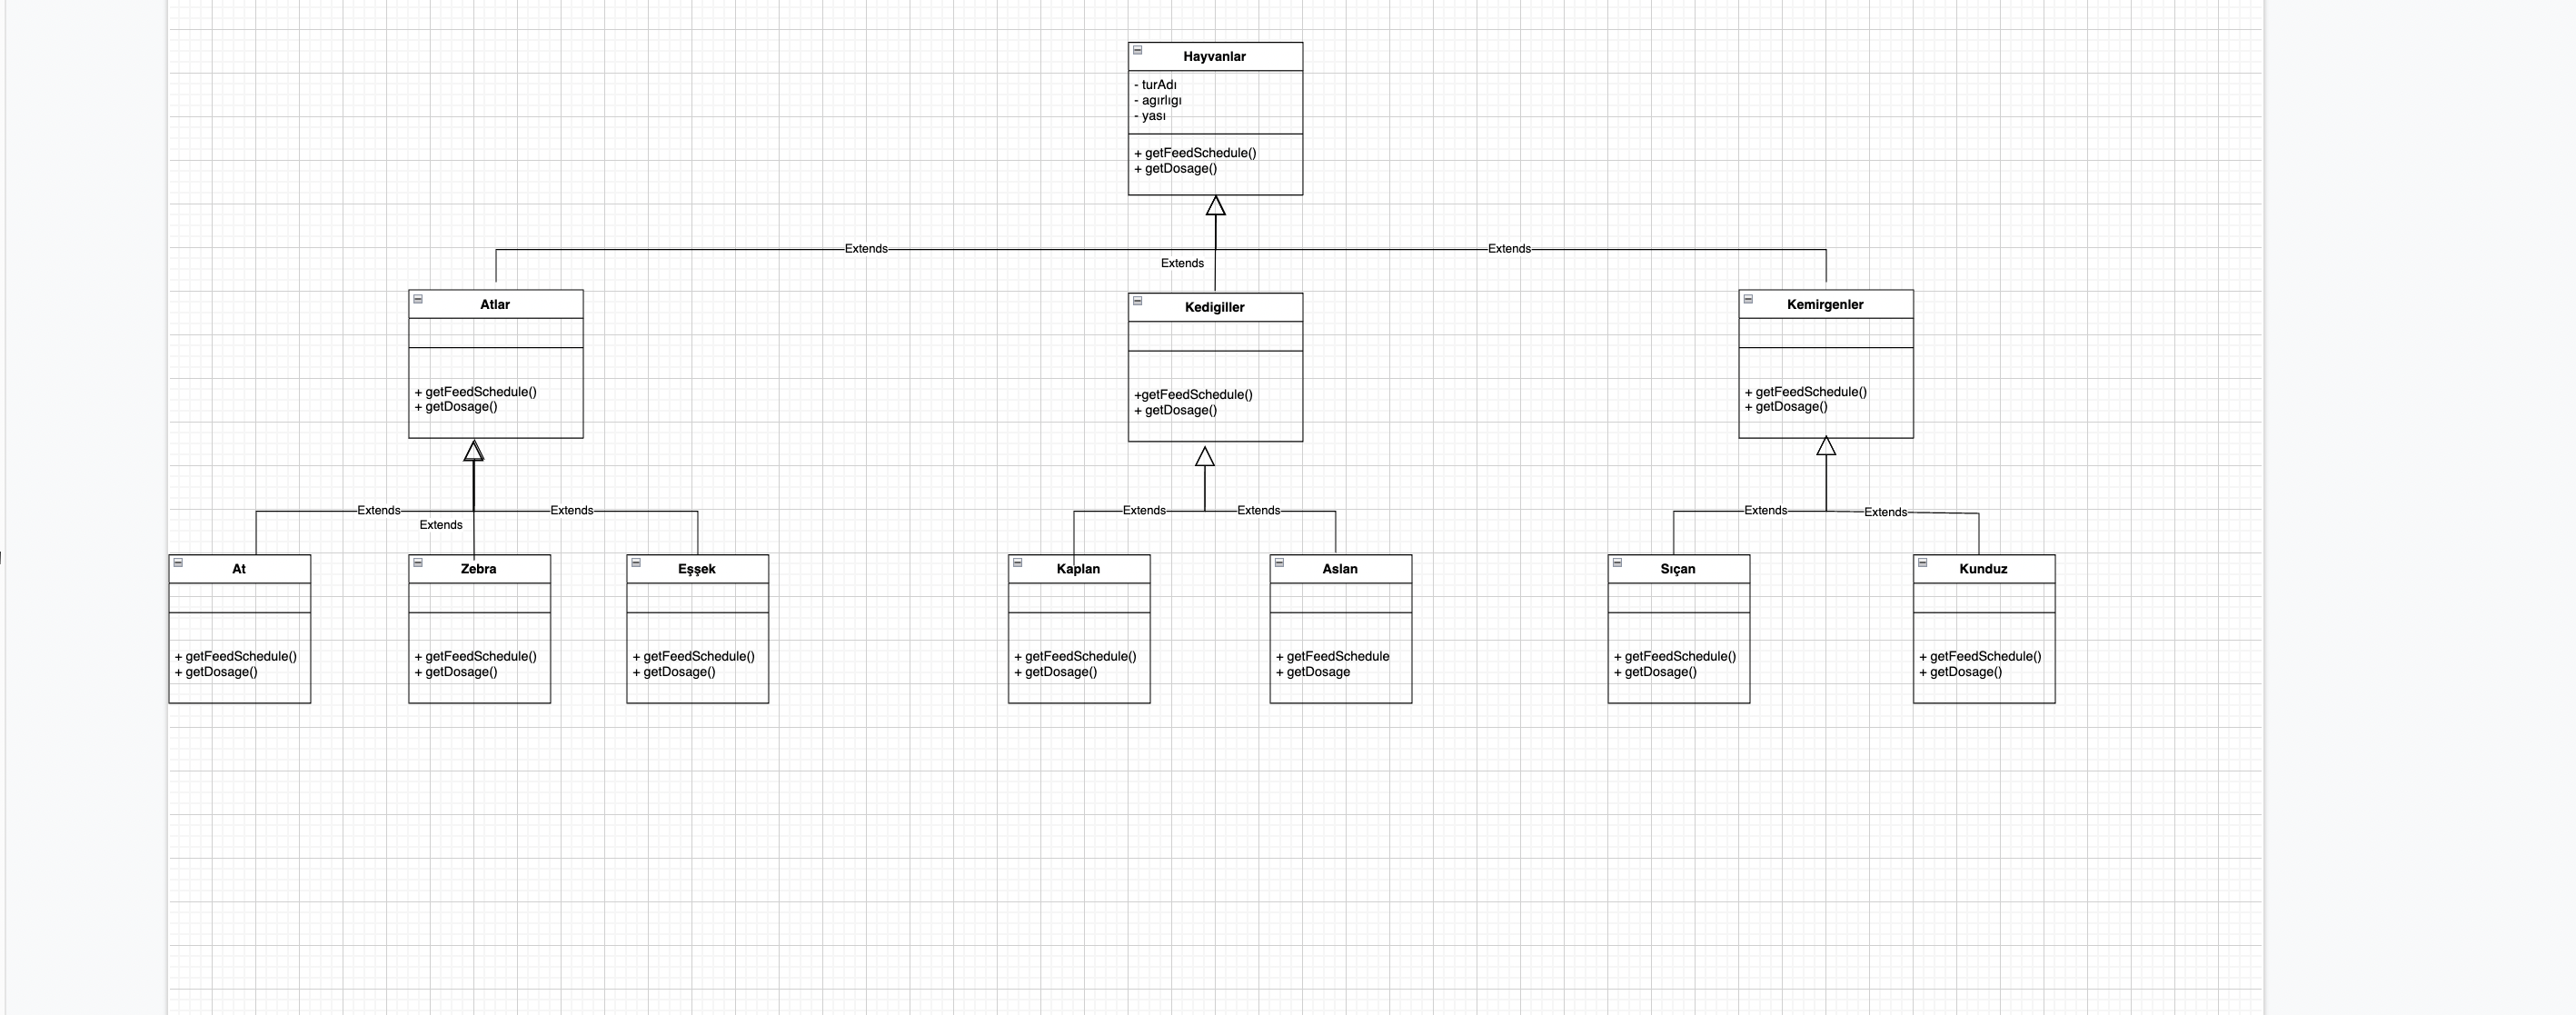 Hayvanlar
- turAdı
- agırlıgı
- yası
+ getFeedSchedule()
+ getDosage()
Extends
Extends
Extends
Atlar
+ getFeedSchedule()
+ getDosage()
Kedigiller
+getFeedSchedule()
+ getDosage()
Kemirgenler
+ getFeedSchedule()
+ getDosage()
Extends
Extends
Extends
Extends
Extends
Extends
Extends
At
+ getFeedSchedule()
+ getDosage()
Zebra
+ getFeedSchedule()
+ getDosage()
Eşşek
+ getFeedSchedule()
+ getDosage()
Kaplan
+ getFeedSchedule()
+ getDosage()
Aslan
+ getFeedSchedule
+ getDosage
Sıçan
+ getFeedSchedule()
+ getDosage()
Kunduz
+ getFeedSchedule()
+ getDosage()